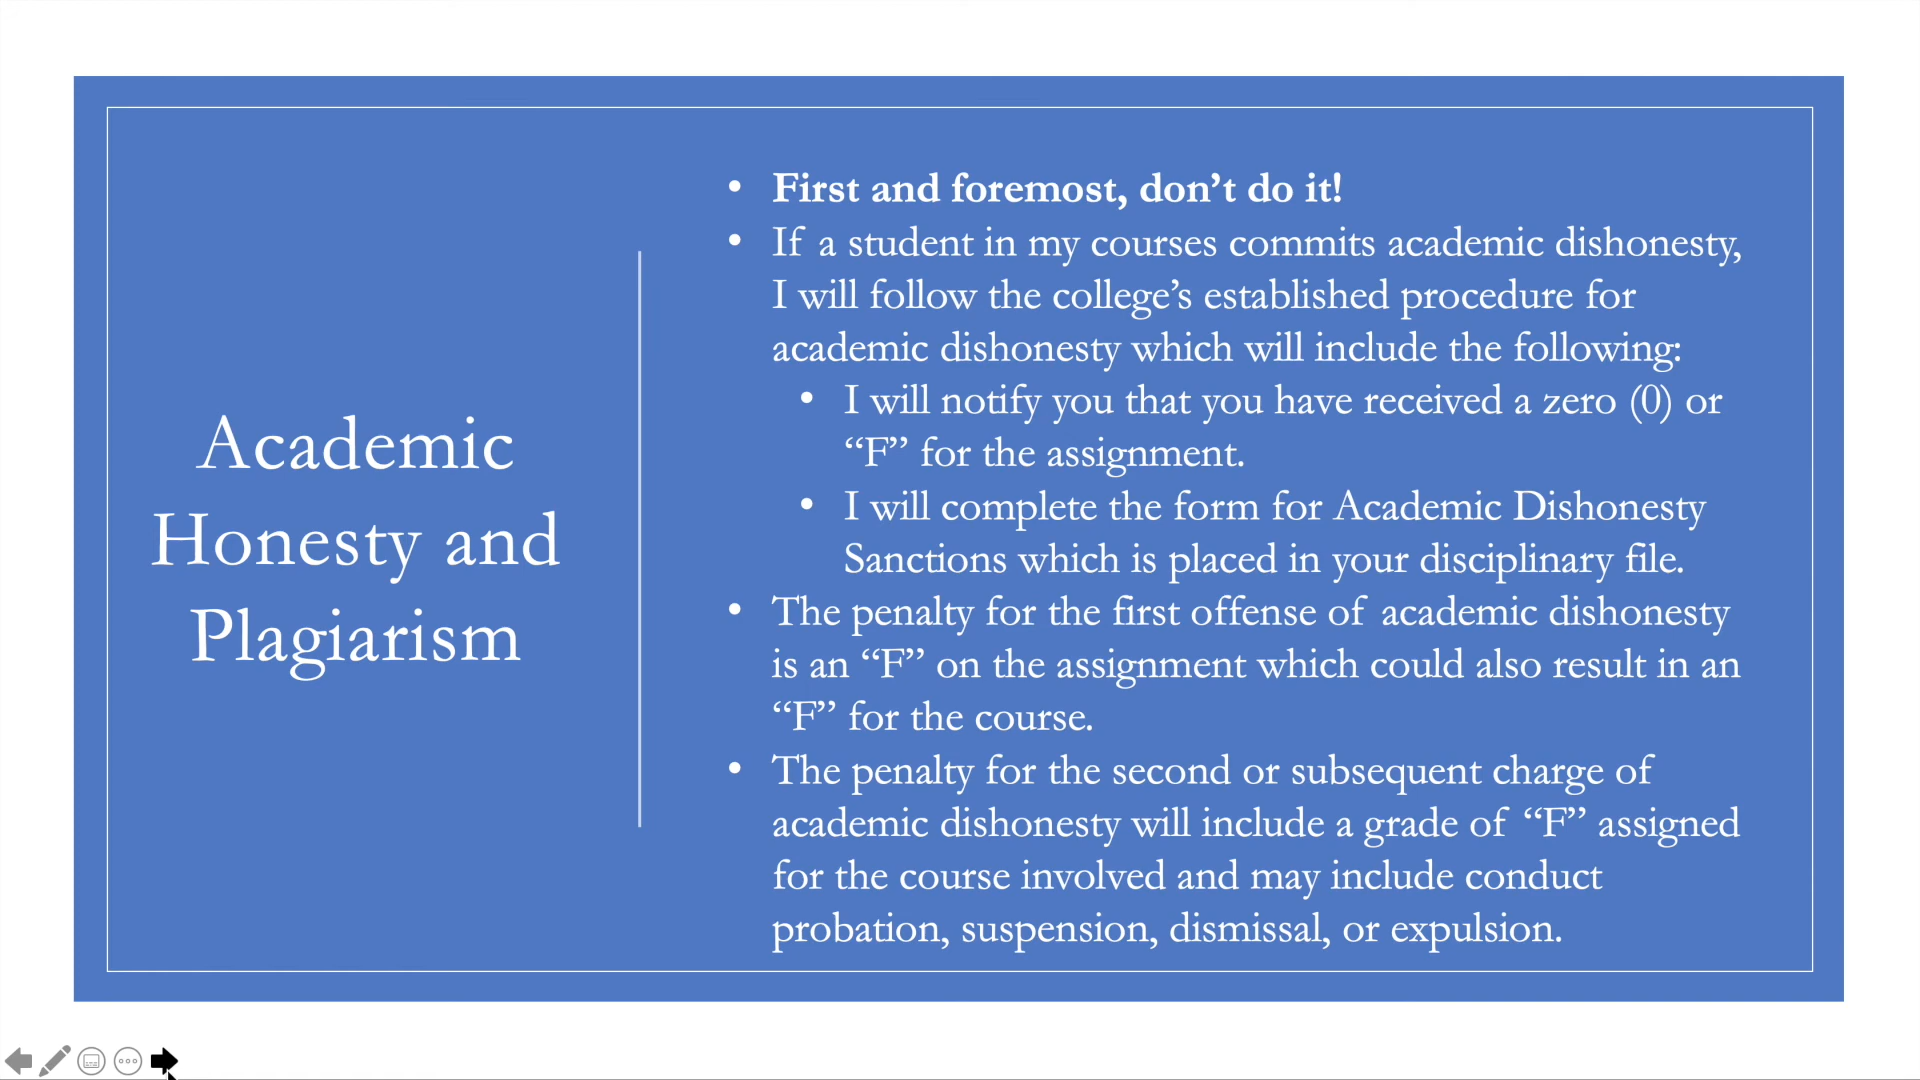 Academic
Honesty and
Plagiarism
• First and foremost, don’t do it!
• If a student in my courses commits academic dishonesty,
I will follow the college’s established procedure for
academic dishonesty which will include the following:
• I will notify you that you have received a zero (0) or
“F” for the assignment.
• I will complete the form for Academic Dishonesty
Sanctions which is placed in your disciplinary file.
• The penalty for the first offense of academic dishonesty
is an “F” on the assignment which could also result in an
“F” for the course.
• The penalty for the second or subsequent charge of
academic dishonesty will include a grade of “F” assigned
for the course involved and may include conduct
probation, suspension, dismissal, or expulsion.